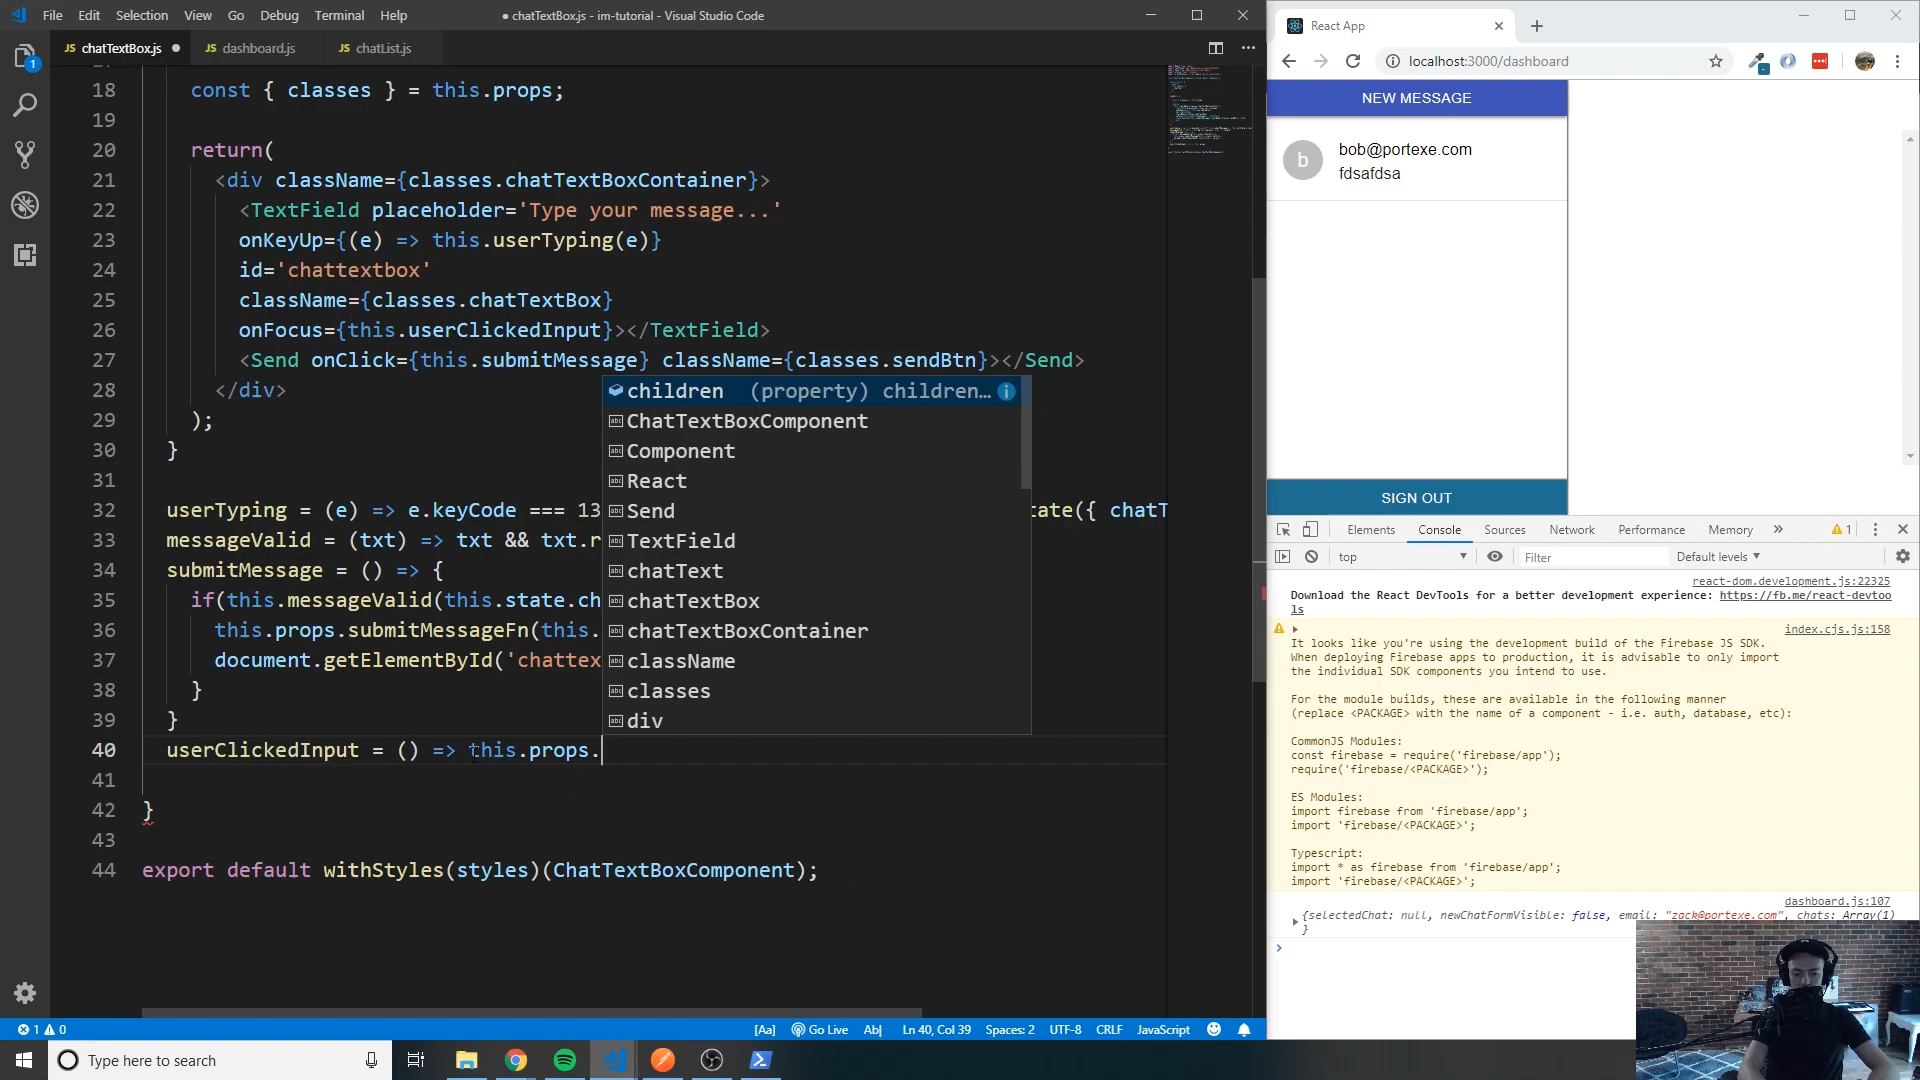 File Edit Selection View Go Debug Terminal Help
● chatTextBox.js - im-tutorial - Visual Studio Code
JS chatTextBox.js ●
JS dashboard.js
JS chatList.js
1
18 const { classes } = this.props;
19
20 return(
21 <div className={classes.chatTextBoxContainer}>
22 <TextField placeholder='Type your message...'
23 onKeyUp={(e) => this.userTyping(e)}
24 id='chattextbox'
25 className={classes.chatTextBox}
26 onFocus={this.userClickedInput}></TextField>
27 <Send onClick={this.submitMessage} className={classes.sendBtn}></Send>
28 </div>
29 );
30 }
31
32 userTyping = (e) => e.keyCode === 13
tate({ chatT
33 messageValid = (txt) => txt && txt.r
34 submitMessage = () => {
35 if(this.messageValid(this.state.ch
36 this.props.submitMessageFn(this.
37 document.getElementById('chattex
38 }
39 }
40 userClickedInput = () => this.props.
41
42 }
43
44 export default withStyles(styles)(ChatTextBoxComponent);
children (property) children…
ChatTextBoxComponent
Component
React
Send
TextField
chatText
chatTextBox
chatTextBoxContainer
className
classes
div
1 0
[Aa] Go Live Ab| Ln 40, Col 39 Spaces: 2 UTF-8 CRLF JavaScript
Type here to search
React App
localhost:3000/dashboard
NEW MESSAGE
b
bob@portexe.com
fdsafdsa
SIGN OUT
Elements Console Sources Network Performance Memory » 1
top Filter Default levels
react-dom.development.js:22325
Download the React DevTools for a better development experience: https://fb.me/react-devtoo
ls
index.cjs.js:158
It looks like you're using the development build of the Firebase JS SDK.
When deploying Firebase apps to production, it is advisable to only import
the individual SDK components you intend to use.
For the module builds, these are available in the following manner
(replace <PACKAGE> with the name of a component - i.e. auth, database, etc):
CommonJS Modules:
const firebase = require('firebase/app');
require('firebase/<PACKAGE>');
ES Modules:
import firebase from 'firebase/app';
import 'firebase/<PACKAGE>';
Typescript:
import * as firebase from 'firebase/app';
import 'firebase/<PACKAGE>';
dashboard.js:107
{selectedChat: null, newChatFormVisible: false, email: "zack@portexe.com", chats: Array(1)
}